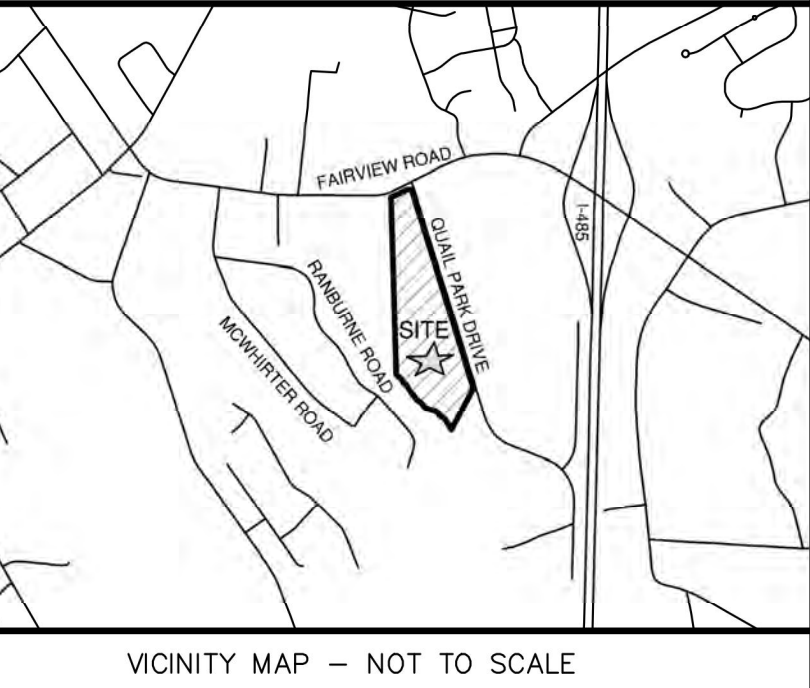 FAIRVIEW ROAD
I-485
QUAIL PARK DRIVE
RANBURNE ROAD
SITE
MCWHIRTER ROAD
VICINITY MAP – NOT TO SCALE